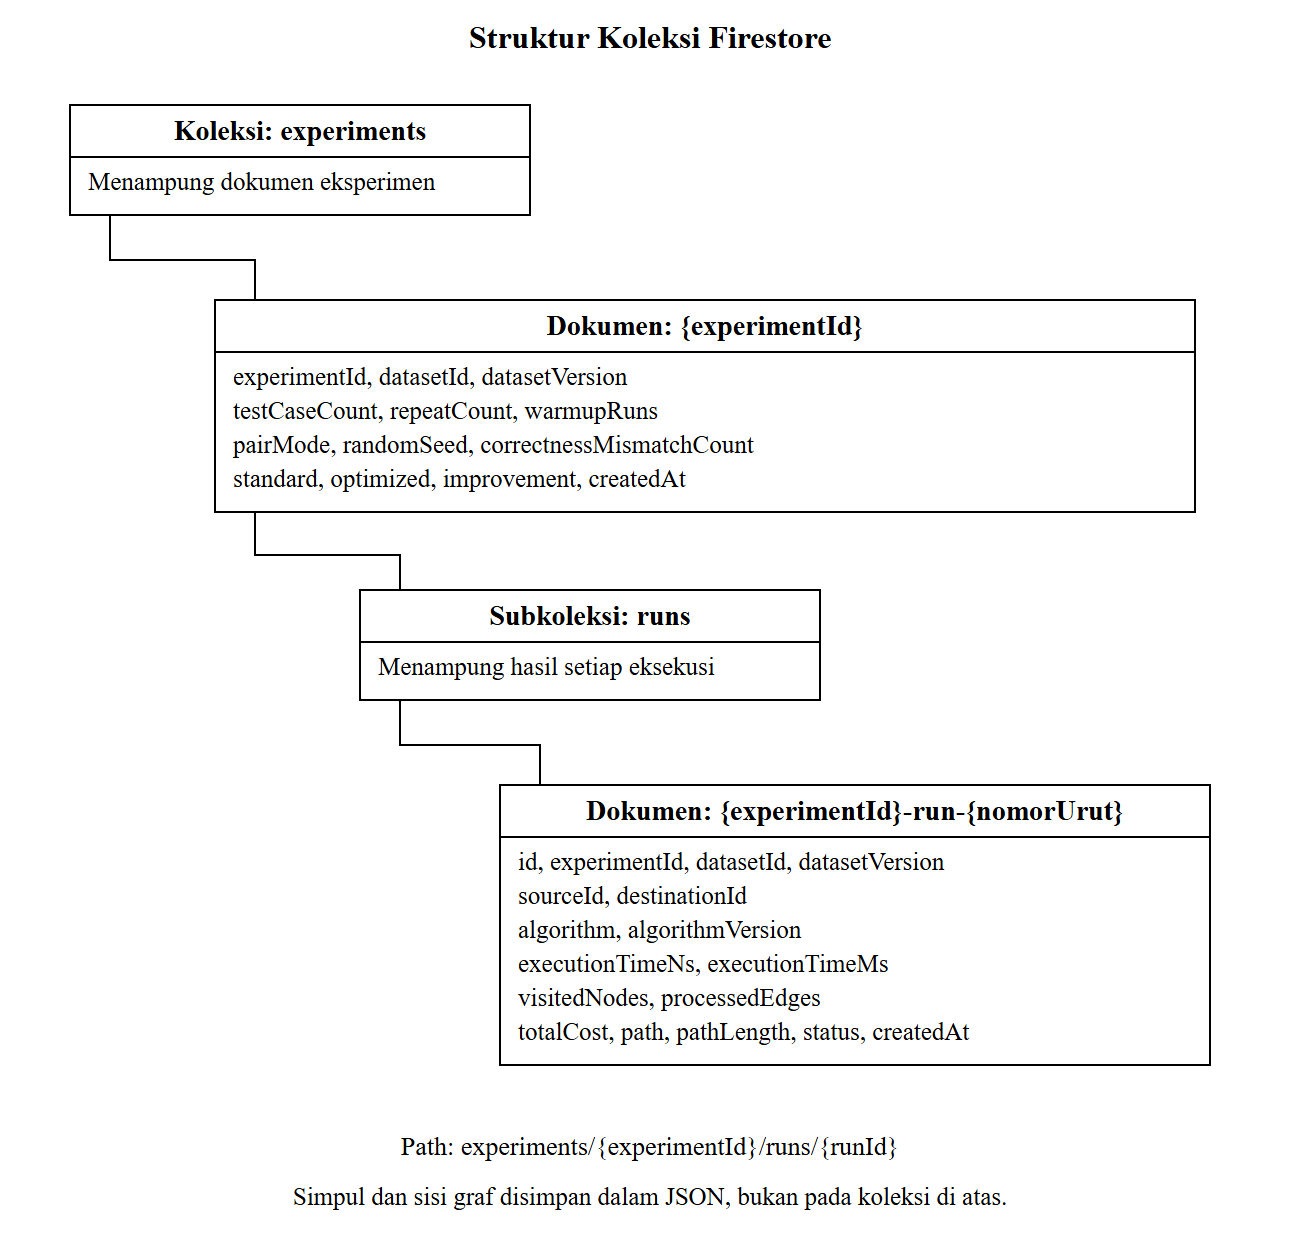 Struktur Koleksi Firestore
Koleksi: experiments
Menampung dokumen eksperimen
Dokumen: {experimentId}
experimentId, datasetId, datasetVersion
testCaseCount, repeatCount, warmupRuns
pairMode, randomSeed, correctnessMismatchCount
standard, optimized, improvement, createdAt
Subkoleksi: runs
Menampung hasil setiap eksekusi
Dokumen: {experimentId}-run-{nomorUrut}
id, experimentId, datasetId, datasetVersion
sourceId, destinationId
algorithm, algorithmVersion
executionTimeNs, executionTimeMs
visitedNodes, processedEdges
totalCost, path, pathLength, status, createdAt
Path: experiments/{experimentId}/runs/{runId}
Simpul dan sisi graf disimpan dalam JSON, bukan pada koleksi di atas.